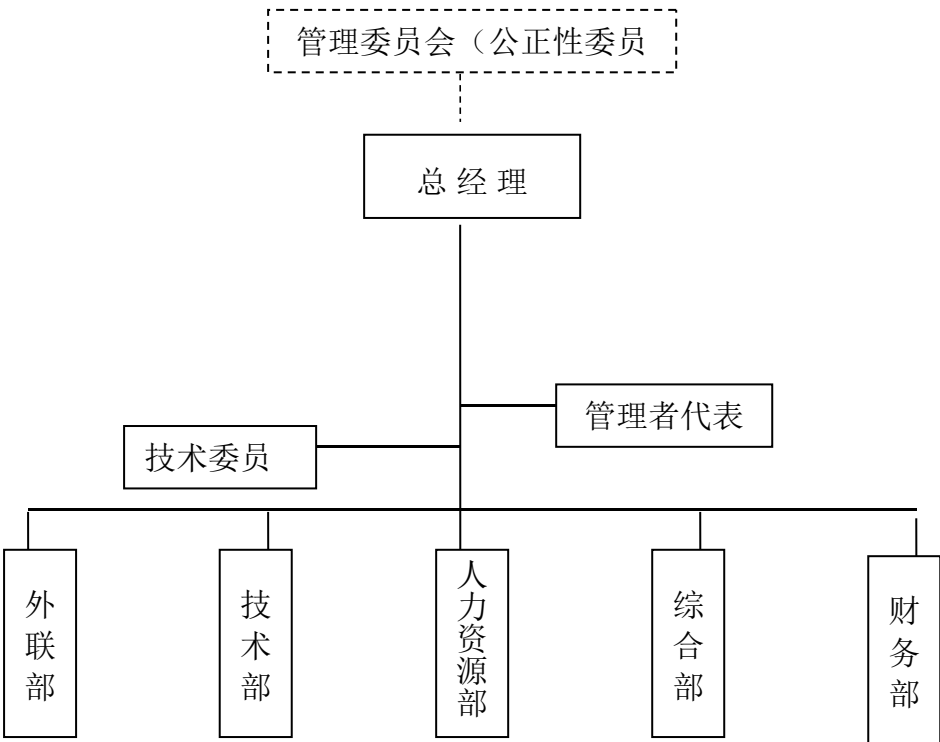 管理委员会（公正性委员
总经理
管理者代表
技术委员
外联部
技术部
人力资源部
综合部
财务部